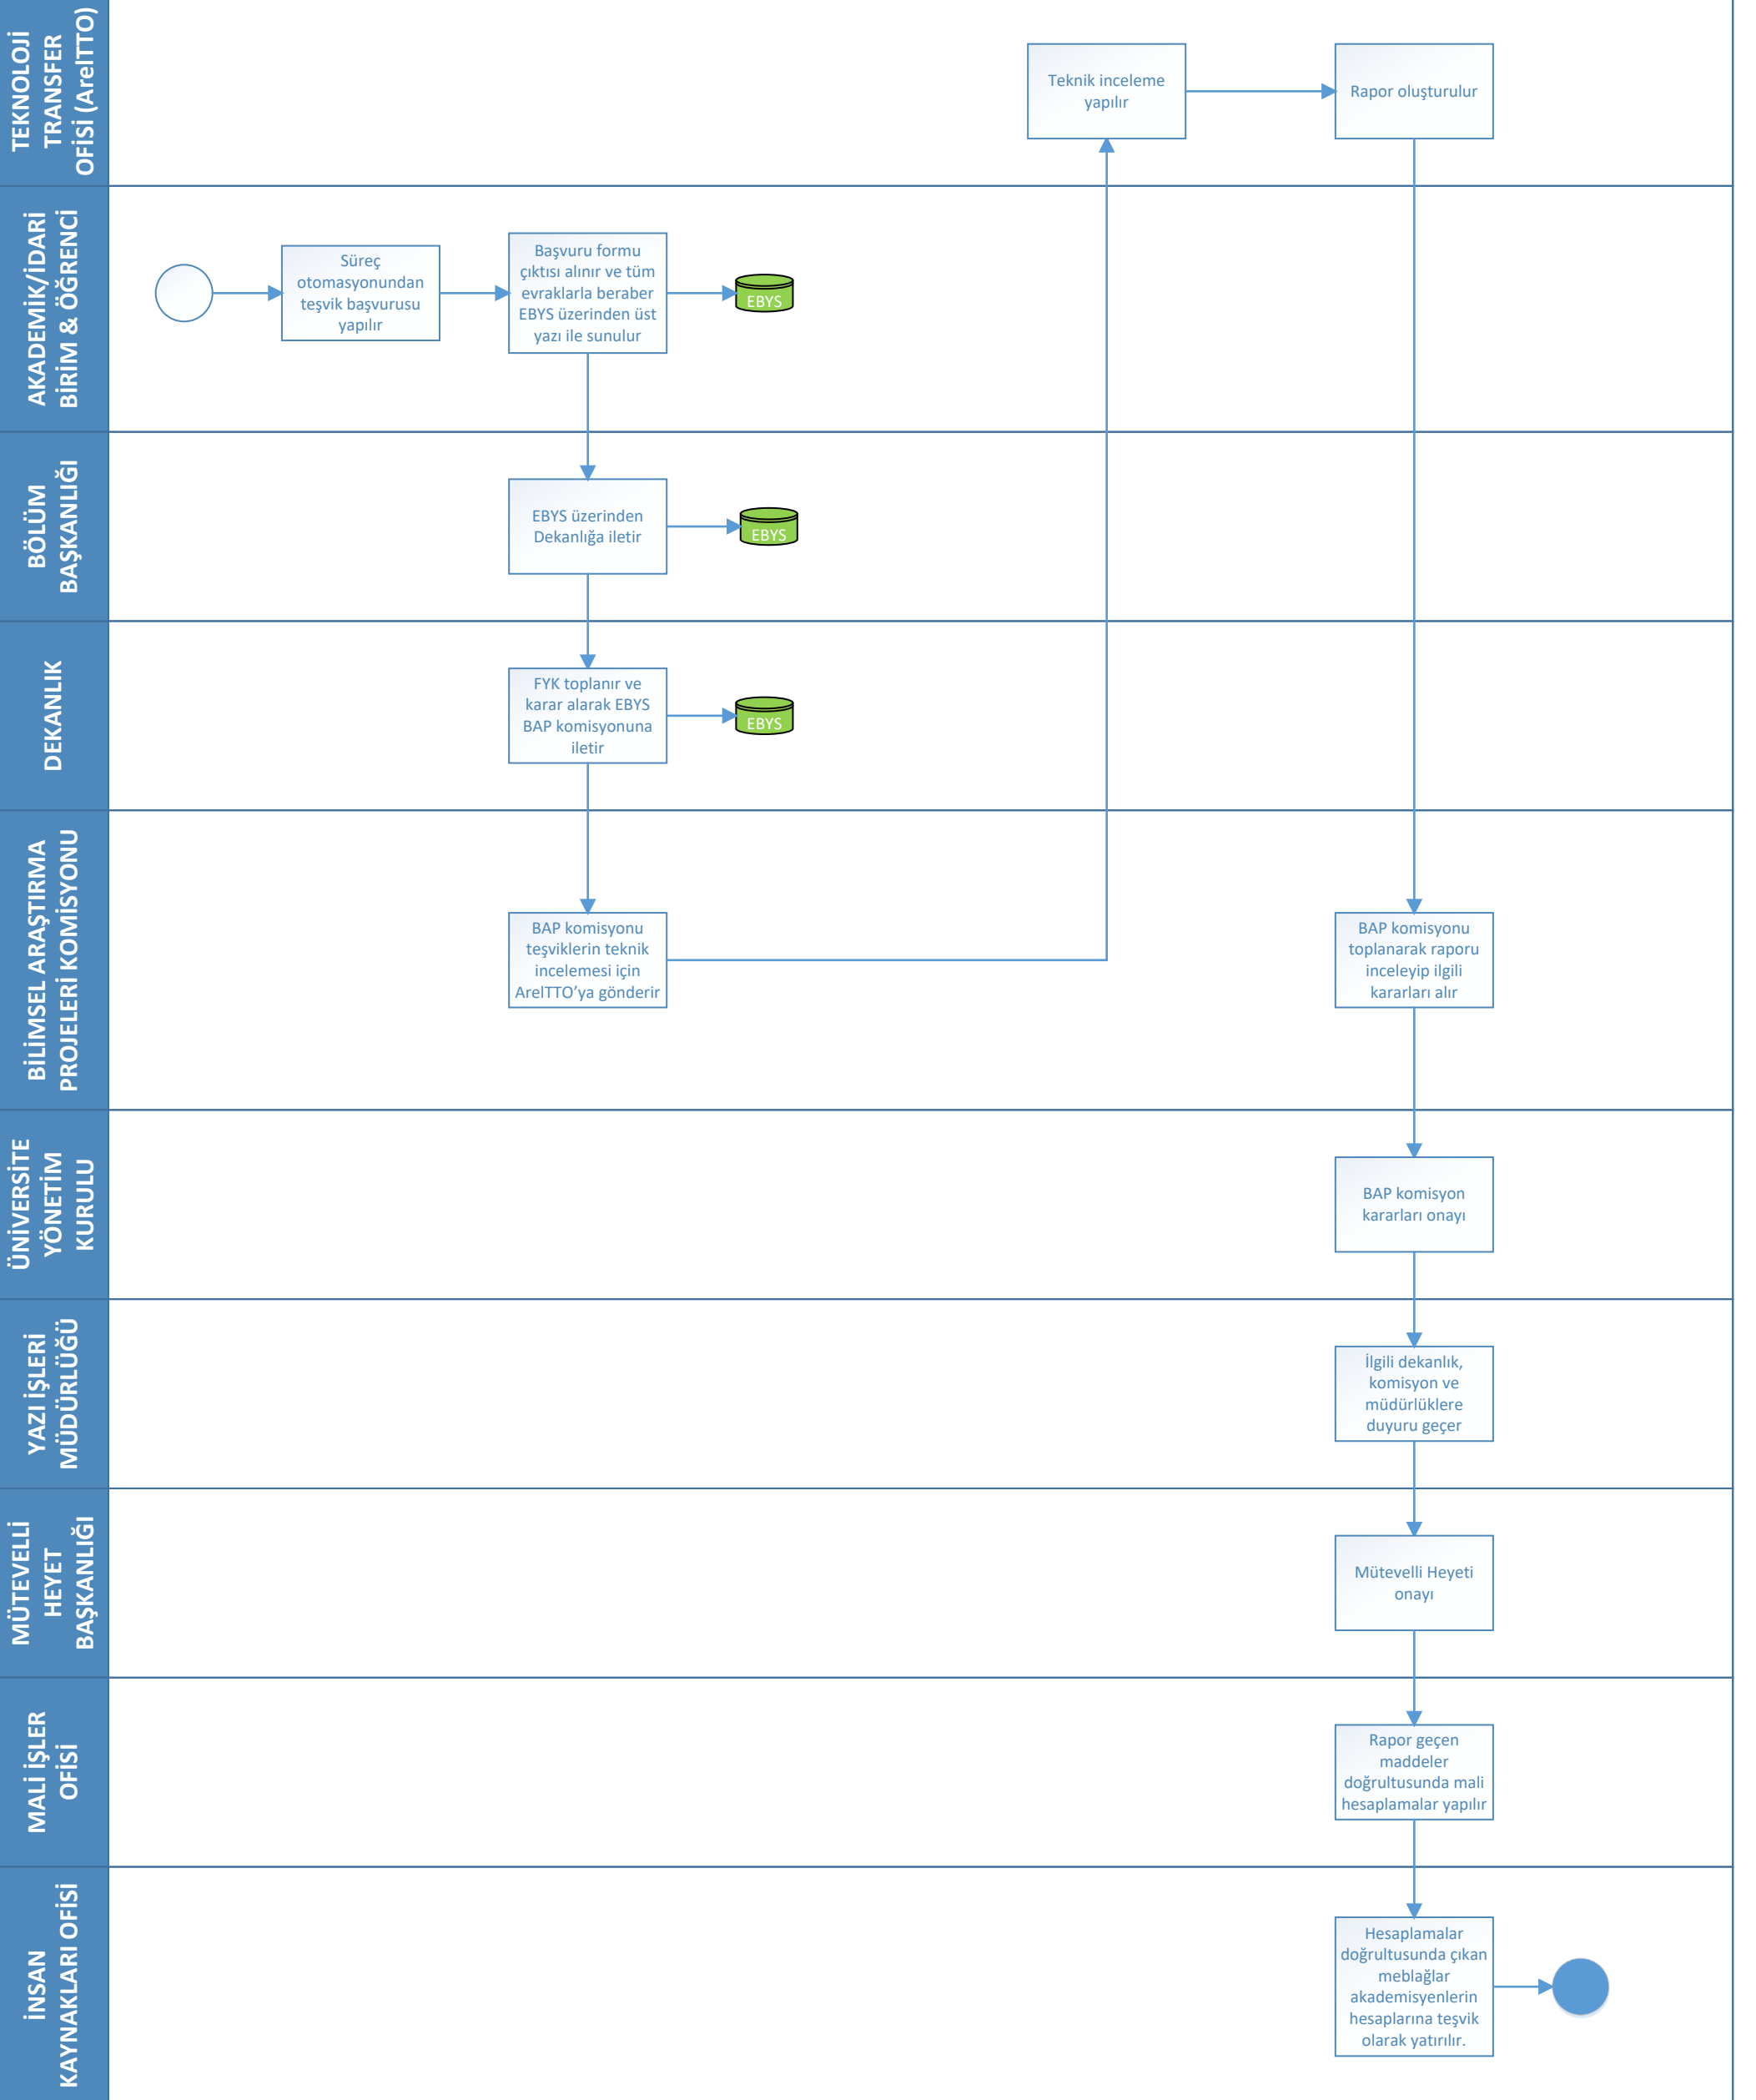 TEKNOLOJİ
TRANSFER
OFİSİ (ArelTTO)
Teknik inceleme
yapılır
Rapor oluşturulur
AKADEMİK/İDARİ
BİRİM & ÖĞRENCİ
Süreç
otomasyonundan
teşvik başvurusu
yapılır
Başvuru formu
çıktısı alınır ve tüm
evraklarla beraber
EBYS üzerinden üst
yazı ile sunulur
EBYS
BÖLÜM
BAŞKANLIĞI
EBYS üzerinden
Dekanlığa iletir
EBYS
DEKANLIK
FYK toplanır ve
karar alarak EBYS
BAP komisyonuna
iletir
EBYS
BİLİMSEL ARAŞTIRMA
PROJELERİ KOMİSYONU
BAP komisyonu
teşviklerin teknik
incelemesi için
ArelTTO’ya gönderir
BAP komisyonu
toplanarak raporu
inceleyip ilgili
kararları alır
ÜNİVERSİTE
YÖNETİM
KURULU
BAP komisyon
kararları onayı
YAZI İŞLERİ
MÜDÜRLÜĞÜ
İlgili dekanlık,
komisyon ve
müdürlüklere
duyuru geçer
MÜTEVELLİ
HEYET
BAŞKANLIĞI
Mütevelli Heyeti
onayı
MALİ İŞLER
OFİSİ
Rapor geçen
maddeler
doğrultusunda mali
hesaplamalar yapılır
İNSAN
KAYNAKLARI OFİSİ
Hesaplamalar
doğrultusunda çıkan
meblağlar
akademisyenlerin
hesaplarına teşvik
olarak yatırılır.